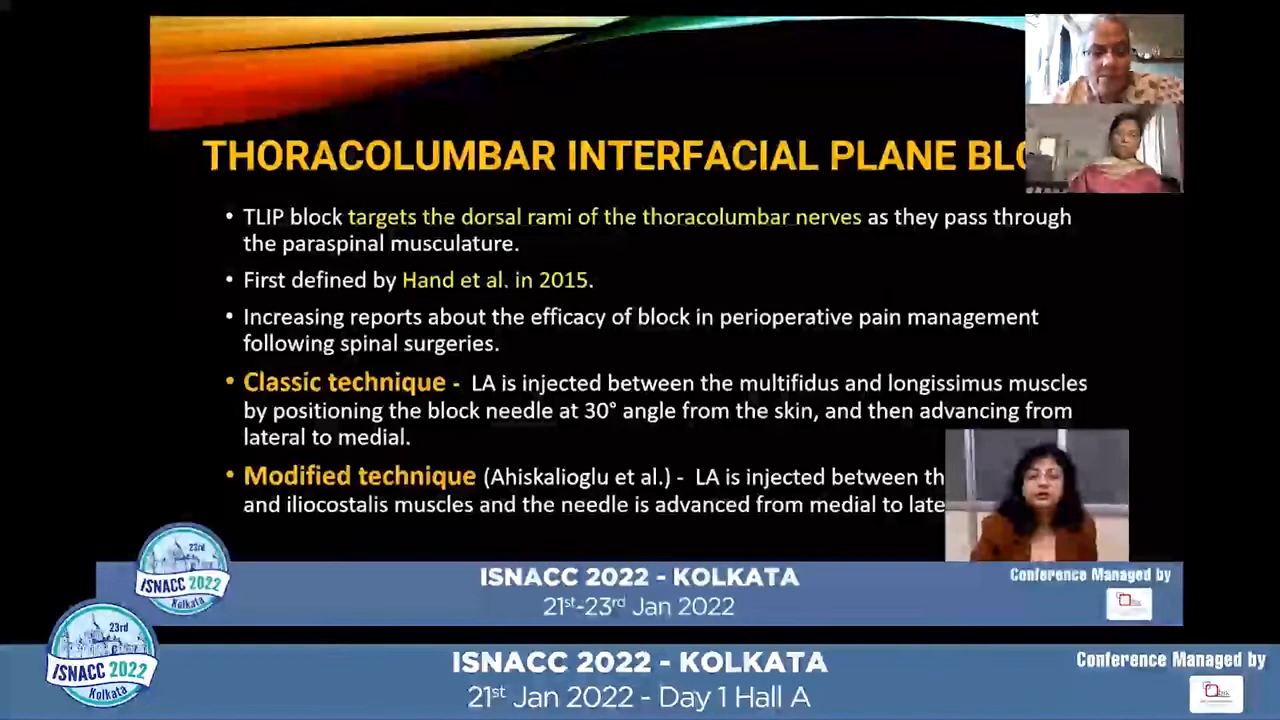 THORACOLUMBAR INTERFACIAL PLANE
• TLIP block targets the dorsal rami of the thoracolumbar nerves as they pass through
the paraspinal musculature.
• First defined by Hand et al. in 2015.
• Increasing reports about the efficacy of block in perioperative pain management
following spinal surgeries.
• Classic technique - LA is injected between the multifidus and longissimus muscles
by positioning the block needle at 30° angle from the skin, and then advancing from
lateral to medial.
• Modified technique (Ahiskalioglu et al.) - LA is injected between
and iliocostalis muscles and the needle is advanced from medial to
23rd
ISNACC 2022
Kolkata
ISNACC 2022 - KOLKATA
21st-23rd Jan 2022
Conference Managed by
23rd
ISNACC 2022
Kolkata
ISNACC 2022 - KOLKATA
21st Jan 2022 - Day 1 Hall A
Conference Managed by